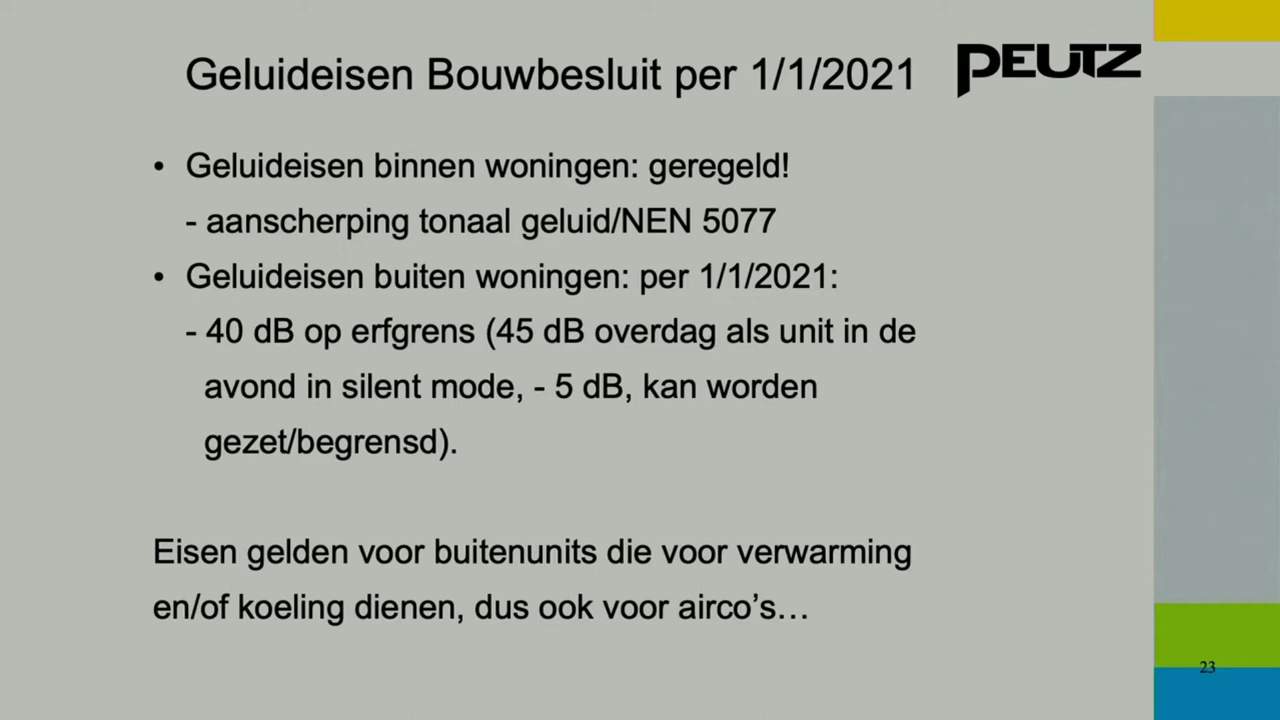 Geluideisen Bouwbesluit per 1/1/2021
PEUTZ
• Geluideisen binnen woningen: geregeld!
- aanscherping tonaal geluid/NEN 5077
• Geluideisen buiten woningen: per 1/1/2021:
- 40 dB op erfgrens (45 dB overdag als unit in de
avond in silent mode, - 5 dB, kan worden
gezet/begrensd).
Eisen gelden voor buitenunits die voor verwarming
en/of koeling dienen, dus ook voor airco’s…
23